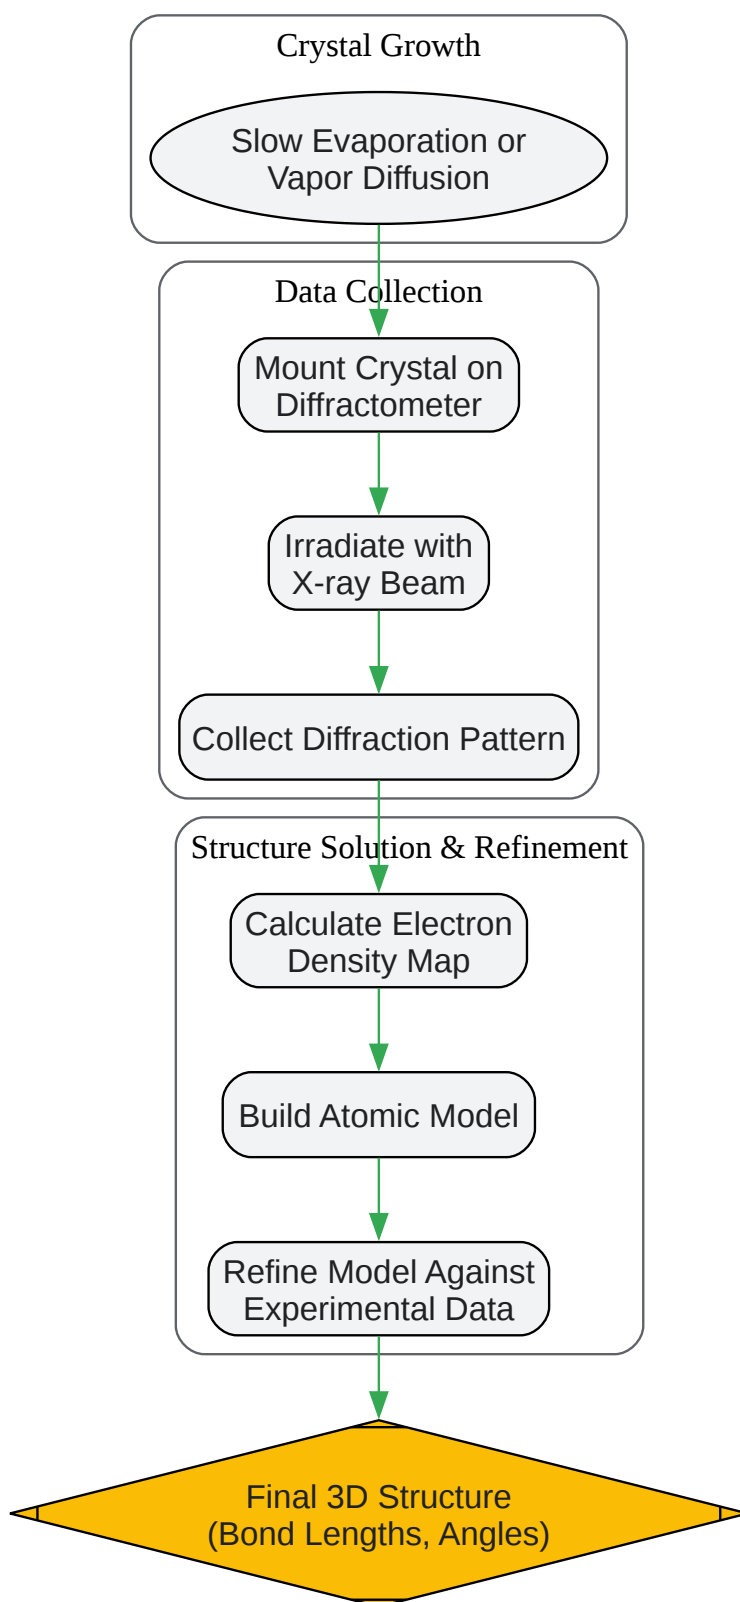 Crystal Growth
Slow Evaporation or
Vapor Diffusion
Data Collection
Mount Crystal on
Diffractometer
Irradiate with
X-ray Beam
Collect Diffraction Pattern
Structure Solution & Refinement
Calculate Electron
Density Map
Build Atomic Model
Refine Model Against
Experimental Data
Final 3D Structure
(Bond Lengths, Angles)